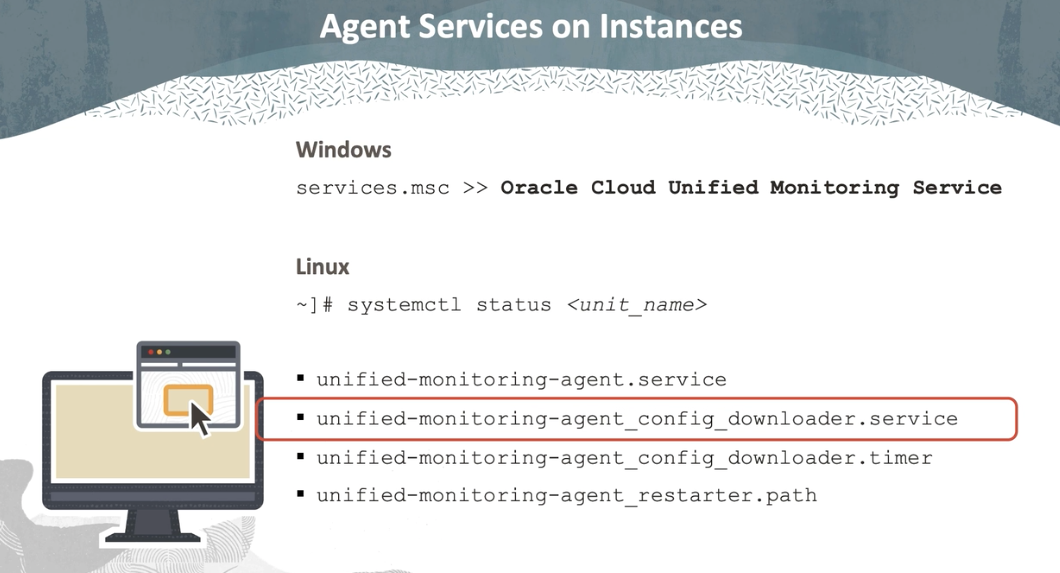 Agent Services on Instances
Windows
services.msc >> Oracle Cloud Unified Monitoring Service
Linux
~]# systemctl status <unit_name>
▪ unified-monitoring-agent.service
▪ unified-monitoring-agent_config_downloader.service
▪ unified-monitoring-agent_config_downloader.timer
▪ unified-monitoring-agent_restarter.path